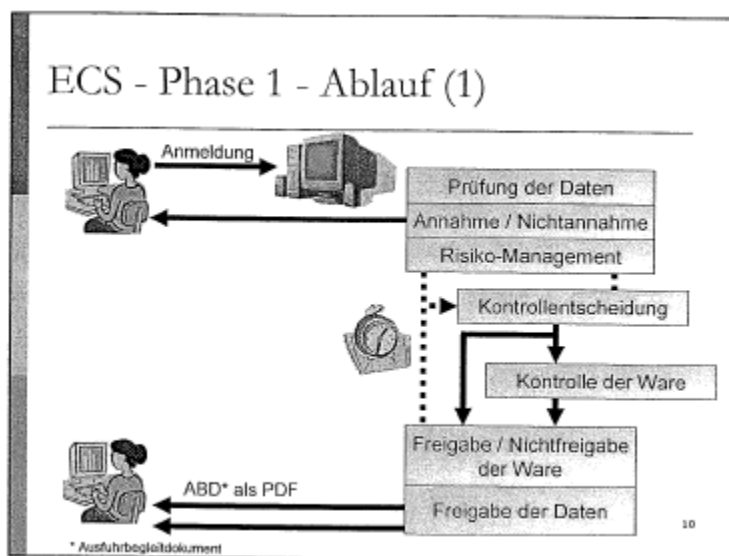 ECS - Phase 1 - Ablauf (1)
Anmeldung
Prüfung der Daten
Annahme / Nichtannahme
Risiko-Management
Kontrollentscheidung
Kontrolle der Ware
Freigabe / Nichtfreigabe
der Ware
ABD* als PDF
Freigabe der Daten
* Ausfuhrbegleitdokument
10